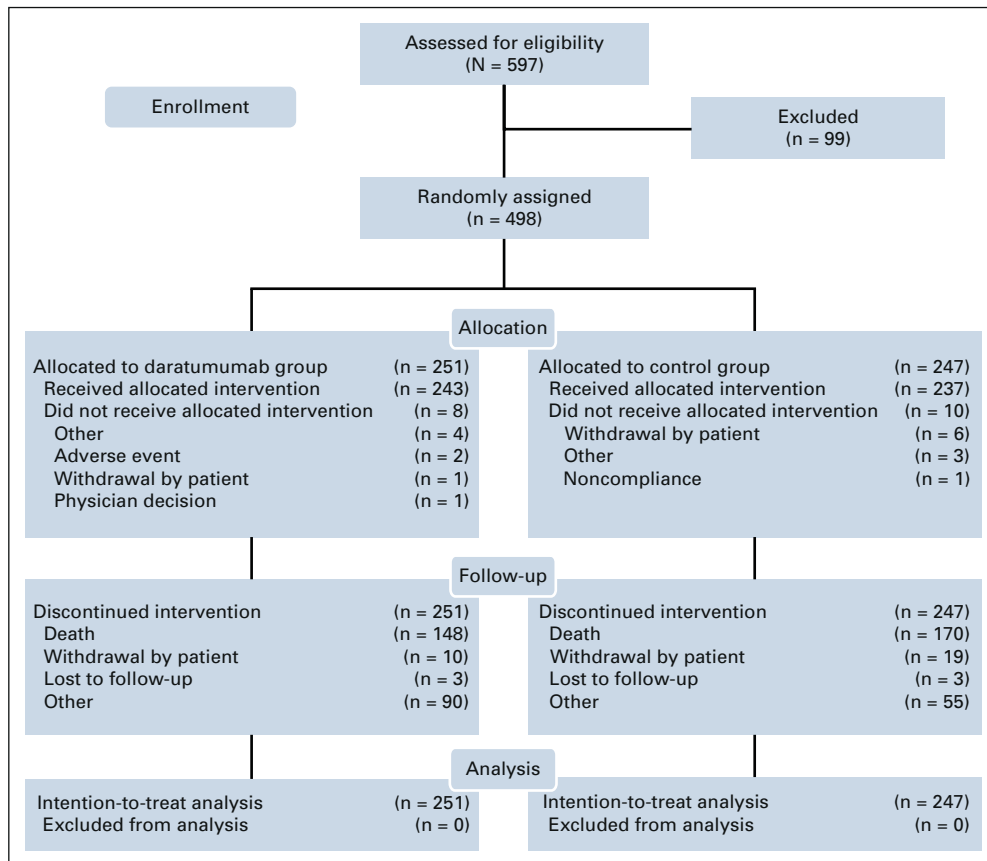 Assessed for eligibility
(N = 597)
Enrollment
Excluded
(n = 99)
Randomly assigned
(n = 498)
Allocation
Allocated to daratumumab group (n = 251)
Received allocated intervention (n = 243)
Did not receive allocated intervention (n = 8)
Other (n = 4)
Adverse event (n = 2)
Withdrawal by patient (n = 1)
Physician decision (n = 1)
Allocated to control group (n = 247)
Received allocated intervention (n = 237)
Did not receive allocated intervention (n = 10)
Withdrawal by patient (n = 6)
Other (n = 3)
Noncompliance (n = 1)
Follow-up
Discontinued intervention (n = 251)
Death (n = 148)
Withdrawal by patient (n = 10)
Lost to follow-up (n = 3)
Other (n = 90)
Discontinued intervention (n = 247)
Death (n = 170)
Withdrawal by patient (n = 19)
Lost to follow-up (n = 3)
Other (n = 55)
Analysis
Intention-to-treat analysis (n = 251)
Excluded from analysis (n = 0)
Intention-to-treat analysis (n = 247)
Excluded from analysis (n = 0)